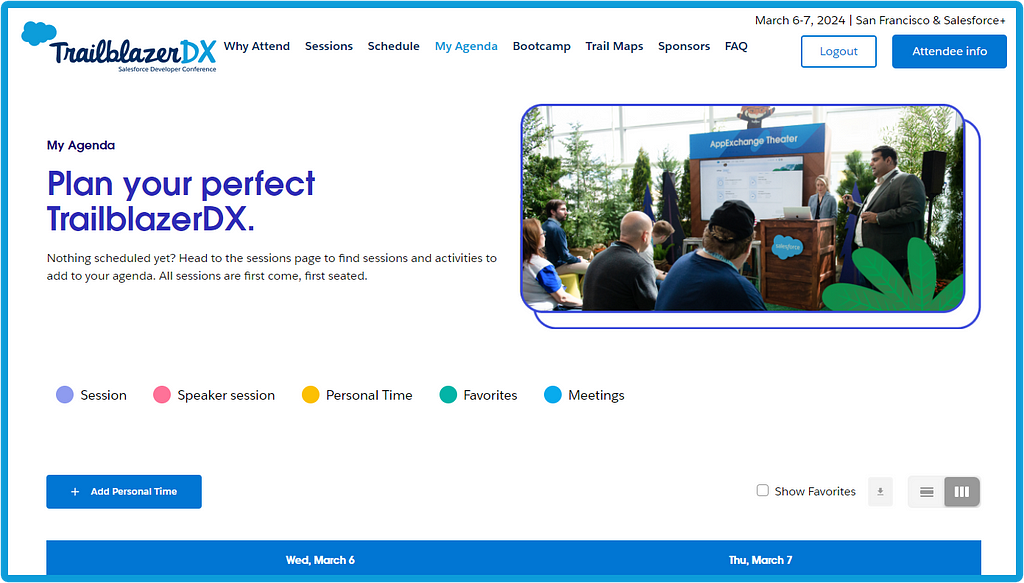 March 6-7, 2024 | San Francisco & Salesforce+
TrailblazerDX
Salesforce Developer Conference
Why Attend Sessions Schedule My Agenda Bootcamp Trail Maps Sponsors FAQ
Logout
Attendee info
My Agenda
Plan your perfect
TrailblazerDX.
Nothing scheduled yet? Head to the sessions page to find sessions and activities to
add to your agenda. All sessions are first come, first seated.
AppExchange Theater
salesforce
Session Speaker session Personal Time Favorites Meetings
+ Add Personal Time
Show Favorites
Wed, March 6 Thu, March 7